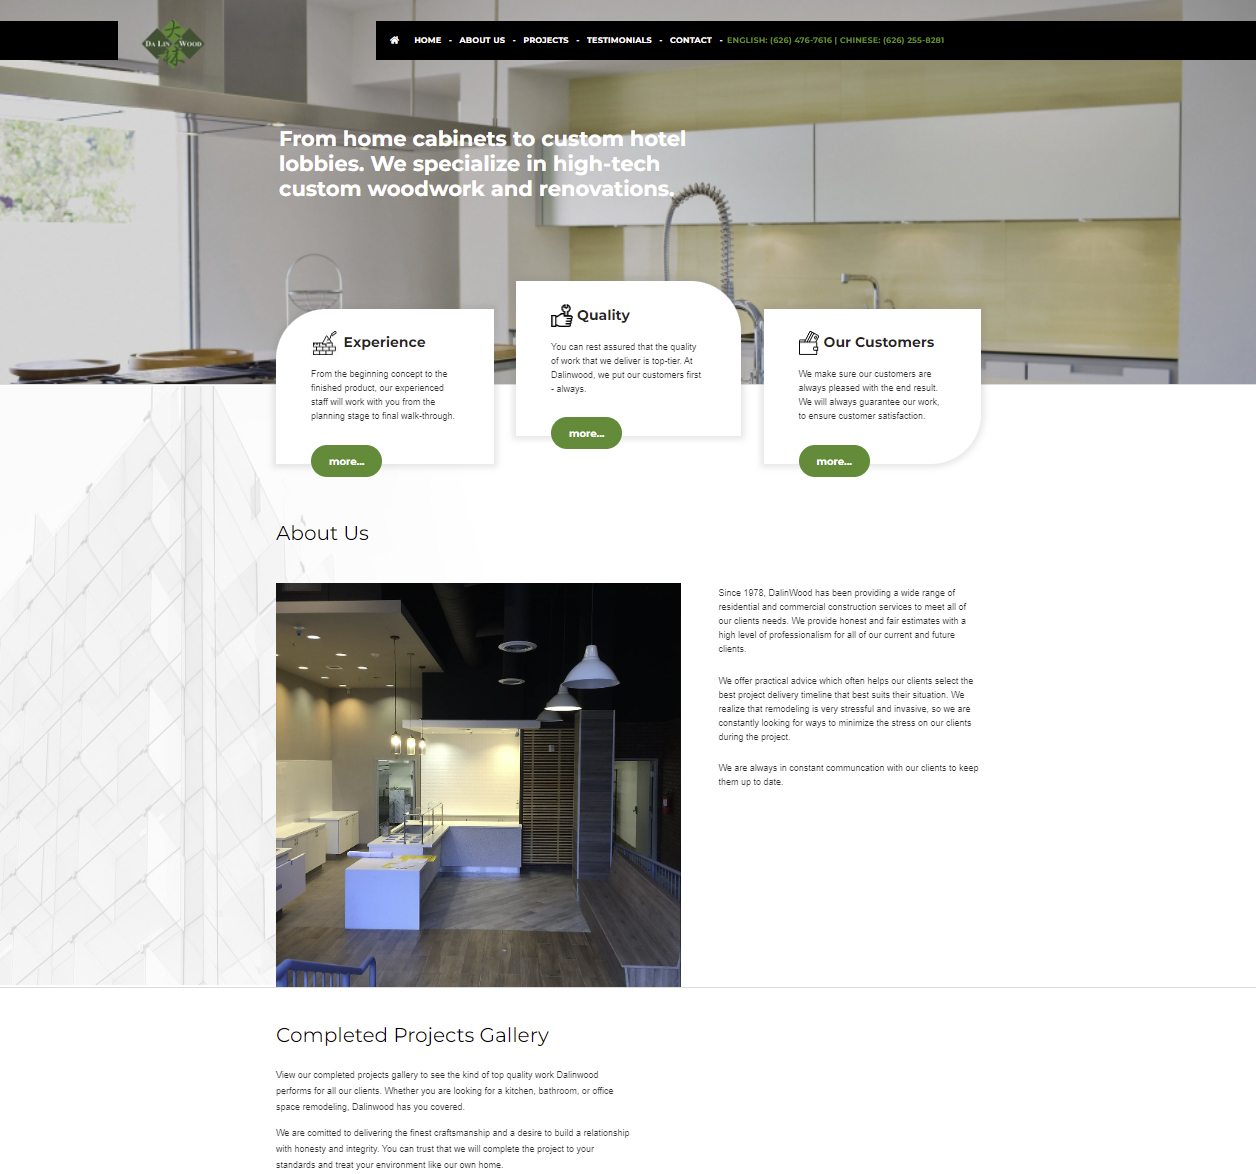 DA LIN WOOD
大林
HOME - ABOUT US - PROJECTS - TESTIMONIALS - CONTACT - ENGLISH: (626) 476-7616 | CHINESE: (626) 255-8281
From home cabinets to custom hotel
lobbies. We specialize in high-tech
custom woodwork and renovations.
Experience
From the beginning concept to the
finished product, our experienced
staff will work with you from the
planning stage to final walk-through.
more...
Quality
You can rest assured that the quality
of work that we deliver is top-tier. At
Dalinwood, we put our customers first
- always.
more...
Our Customers
We make sure our customers are
always pleased with the end result.
We will always guarantee our work,
to ensure customer satisfaction.
more...
About Us
Since 1978, DalinWood has been providing a wide range of
residential and commercial construction services to meet all of
our clients needs. We provide honest and fair estimates with a
high level of professionalism for all of our current and future
clients.
We offer practical advice which often helps our clients select the
best project delivery timeline that best suits their situation. We
realize that remodeling is very stressful and invasive, so we are
constantly looking for ways to minimize the stress on our clients
during the project.
We are always in constant communcation with our clients to keep
them up to date.
Completed Projects Gallery
View our completed projects gallery to see the kind of top quality work Dalinwood
performs for all our clients. Whether you are looking for a kitchen, bathroom, or office
space remodeling, Dalinwood has you covered.
We are comitted to delivering the finest craftsmanship and a desire to build a relationship
with honesty and integrity. You can trust that we will complete the project to your
standards and treat your environment like our own home.